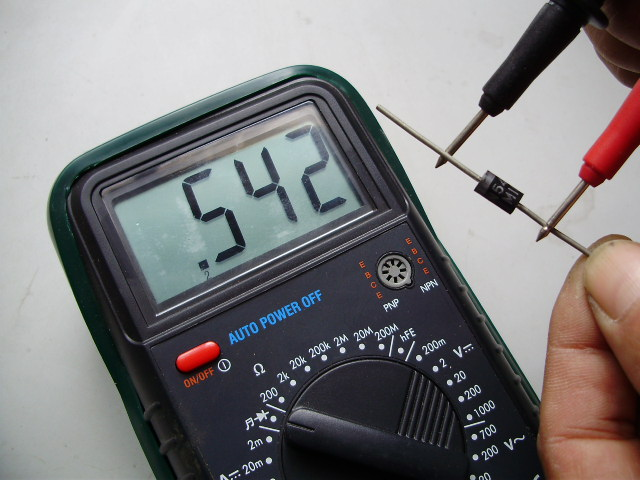 .542
AUTO POWER OFF
ON/OFF
E
B
C
E
PNP
E
B
C
E
NPN
Ω
200
2k
20k
200k
2M
20M
200M
hFE
200m
2
20
200
1000
V⎓
700
V~
200
2m
20m
A⎓